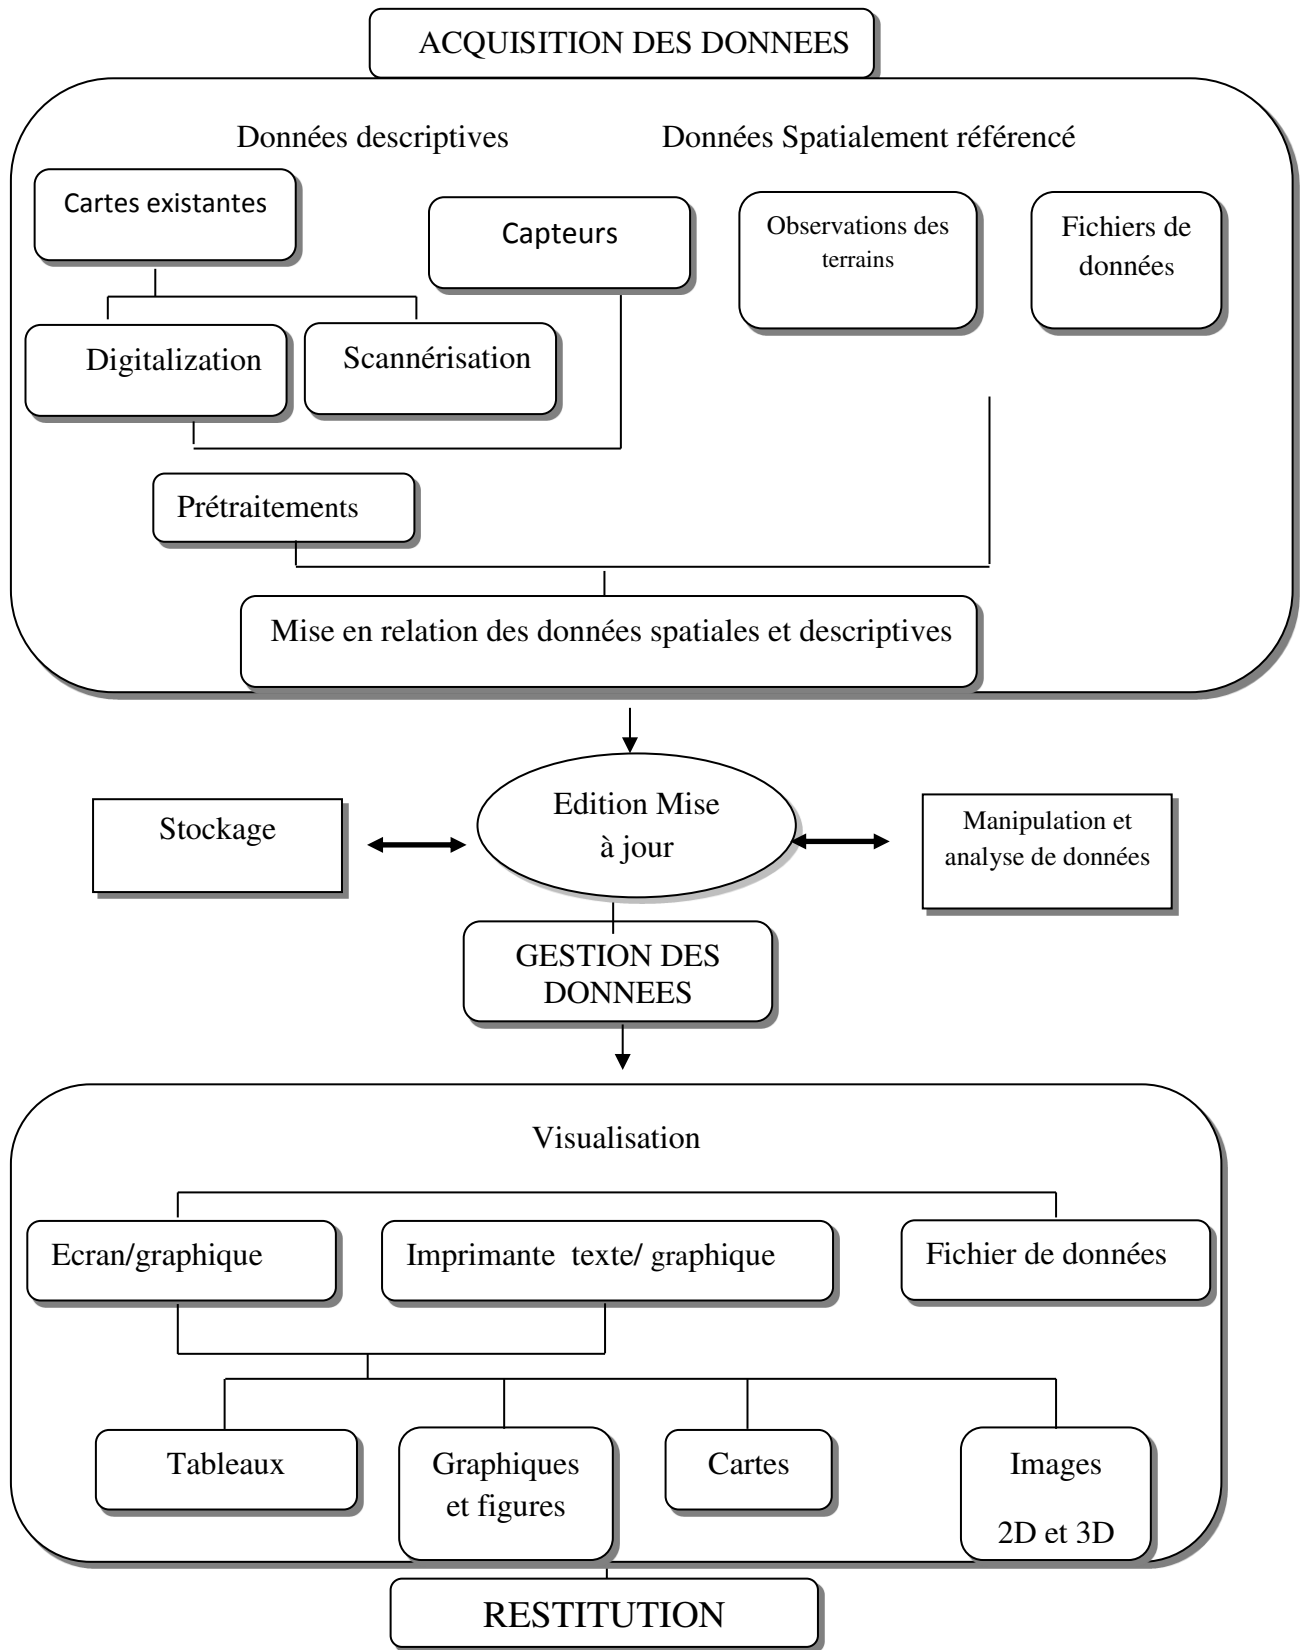 ACQUISITION DES DONNEES
Données descriptives
Données Spatialement référencé
Cartes existantes
Capteurs
Observations des
terrains
Fichiers de
données
Digitalization
Scannérisation
Prétraitements
Mise en relation des données spatiales et descriptives
Stockage
Edition Mise
à jour
Manipulation et
analyse de données
GESTION DES
DONNEES
Visualisation
Ecran/graphique
Imprimante texte/ graphique
Fichier de données
Tableaux
Graphiques
et figures
Cartes
Images
2D et 3D
RESTITUTION